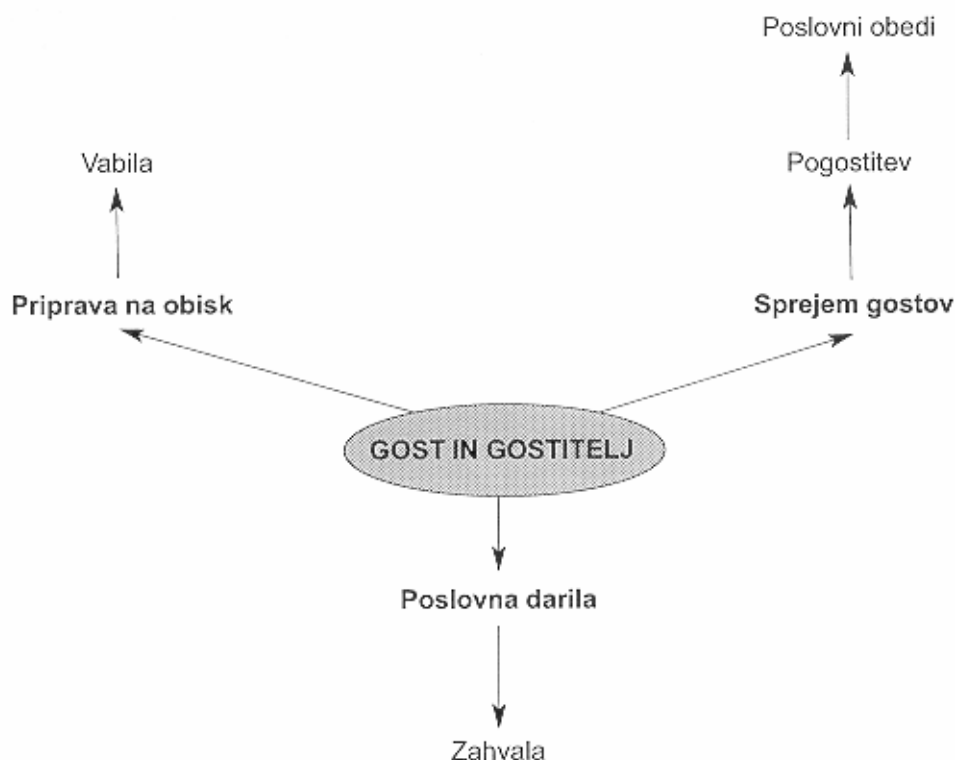 Poslovni obedi
Vabila
Pogostitev
Priprava na obisk
Sprejem gostov
GOST IN GOSTITELJ
Poslovna darila
Zahvala